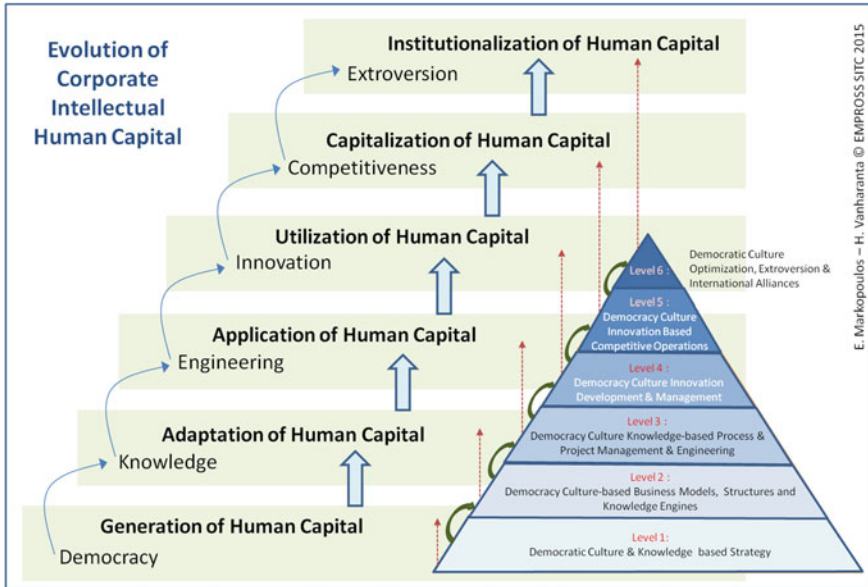 Evolution of
Corporate
Intellectual
Human Capital
Institutionalization of Human Capital
Extroversion
Capitalization of Human Capital
Competitiveness
Utilization of Human Capital
Innovation
Application of Human Capital
Engineering
Adaptation of Human Capital
Knowledge
Generation of Human Capital
Democracy
Level 6 :
Democratic Culture
Optimization, Extroversion &
International Alliances
Level 5 :
Democracy Culture
Innovation Based
Competitive Operations
Level 4 :
Democracy Culture Innovation
Development & Management
Level 3 :
Democracy Culture Knowledge-based Process &
Project Management & Engineering
Level 2 :
Democracy Culture-based Business Models, Structures and
Knowledge Engines
Level 1:
Democratic Culture & Knowledge based Strategy
E. Markopoulos – H. Vanharanta © EMPROSS SITC 2015